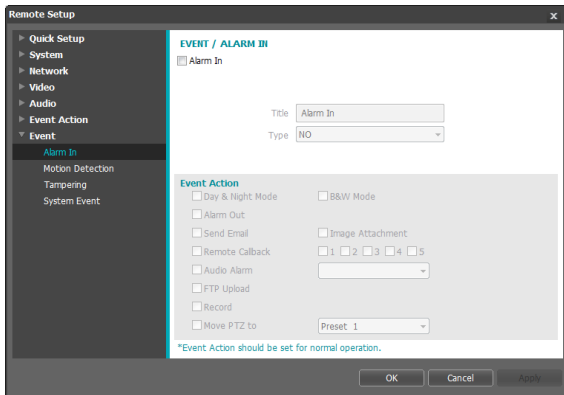 Remote Setup x
Quick Setup
System
Network
Video
Audio
Event Action
Event
Alarm In
Motion Detection
Tampering
System Event
EVENT / ALARM IN
Alarm In
Title Alarm In
Type NO
Event Action
Day & Night Mode B&W Mode
Alarm Out
Send Email Image Attachment
Remote Callback 1 2 3 4 5
Audio Alarm
FTP Upload
Record
Move PTZ to Preset 1
*Event Action should be set for normal operation.
OK Cancel Apply